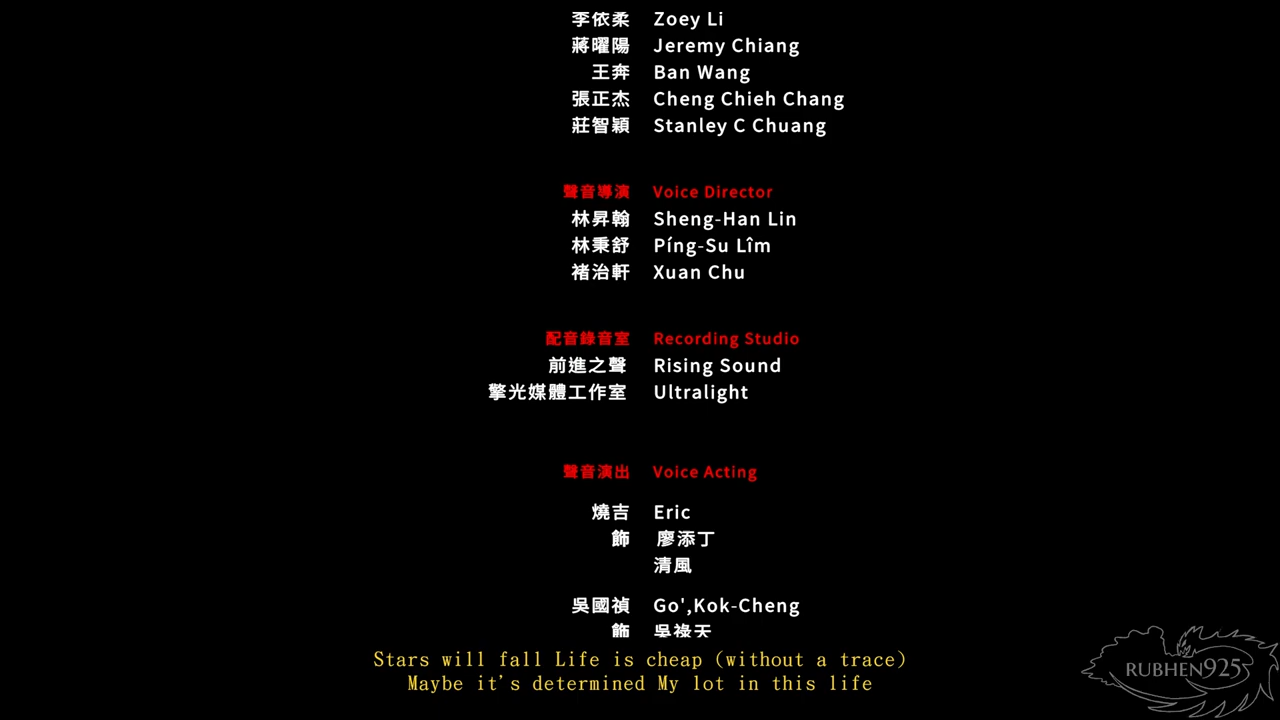 李依柔 Zoey Li
蔣曜陽 Jeremy Chiang
王奔 Ban Wang
張正杰 Cheng Chieh Chang
莊智穎 Stanley C Chuang
聲音導演 Voice Director
林昇翰 Sheng-Han Lin
林秉舒 Píng-Su Lîm
褚治軒 Xuan Chu
配音錄音室 Recording Studio
前進之聲 Rising Sound
擎光媒體工作室 Ultralight
聲音演出 Voice Acting
燒吉 Eric
飾 廖添丁
清風
吳國禎 Go',Kok-Cheng
飾 吳祿天
Stars will fall Life is cheap (without a trace)
Maybe it's determined My lot in this life
RUBHEN925